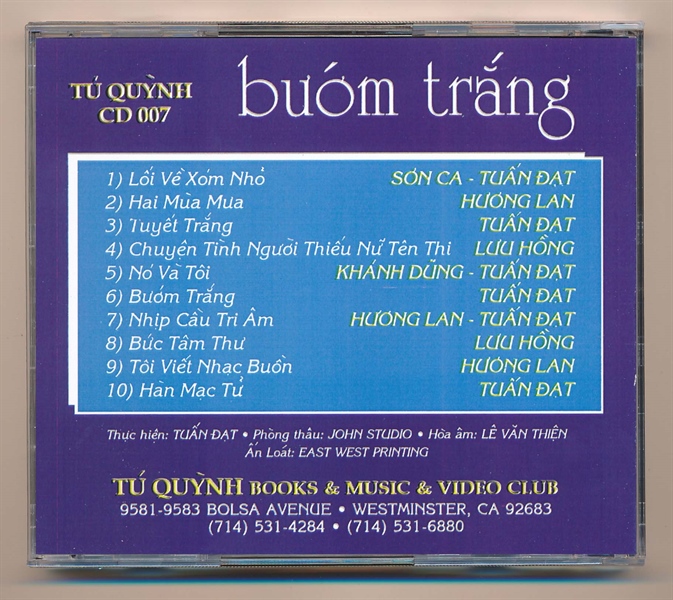 TÚ QUỲNH
CD 007
bướm trắng
1) Lối Về Xóm Nhỏ SƠN CA - TUẤN ĐẠT
2) Hai Mùa Mưa HƯƠNG LAN
3) Tuyết Trắng TUẤN ĐẠT
4) Chuyện Tình Người Thiếu Nữ Tên Thi LƯU HỒNG
5) Nó Và Tôi KHÁNH DŨNG - TUẤN ĐẠT
6) Bướm Trắng TUẤN ĐẠT
7) Nhịp Cầu Tri Âm HƯƠNG LAN - TUẤN ĐẠT
8) Bức Tâm Thư LƯU HỒNG
9) Tôi Viết Nhạc Buồn HƯƠNG LAN
10) Hàn Mạc Tử TUẤN ĐẠT
Thực hiện: TUẤN ĐẠT • Phòng thâu: JOHN STUDIO • Hòa âm: LÊ VĂN THIỆN
Ấn Loát: EAST WEST PRINTING
TÚ QUỲNH BOOKS & MUSIC & VIDEO CLUB
9581-9583 BOLSA AVENUE • WESTMINSTER, CA 92683
(714) 531-4284 • (714) 531-6880